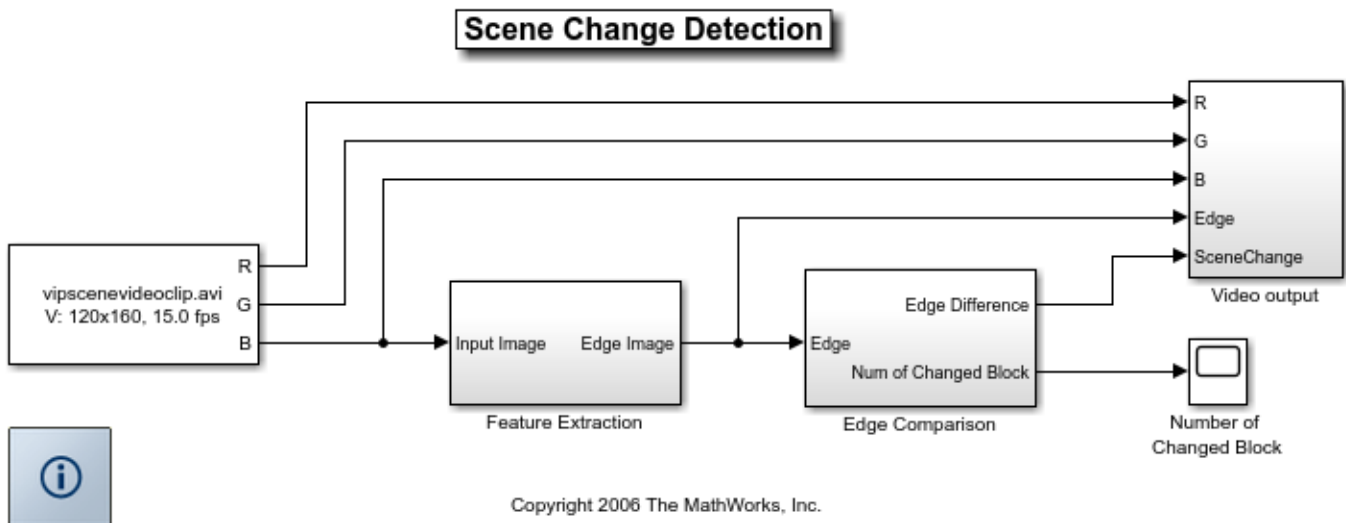 Scene Change Detection
R
G
B
Edge
SceneChange
Video output
vipscenevideoclip.avi
V: 120x160, 15.0 fps
R
G
B
Input Image
Edge Image
Feature Extraction
Edge
Edge Difference
Num of Changed Block
Edge Comparison
Number of
Changed Block
i
Copyright 2006 The MathWorks, Inc.